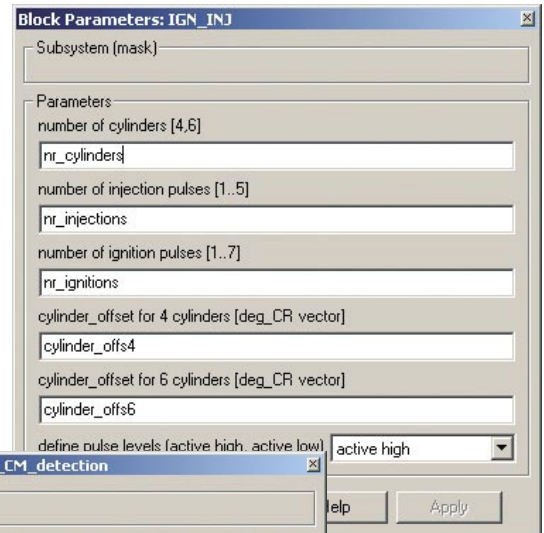 Block Parameters: IGN_INJ
Subsystem (mask)
Parameters
number of cylinders [4,6]
nr_cylinders
number of injection pulses [1..5]
nr_injections
number of ignition pulses [1..7]
nr_ignitions
cylinder_offset for 4 cylinders [deg_CR vector]
cylinder_offs4
cylinder_offset for 6 cylinders [deg_CR vector]
cylinder_offs6
define pulse levels (active high, active low) active high
_CM_detection
elp Apply